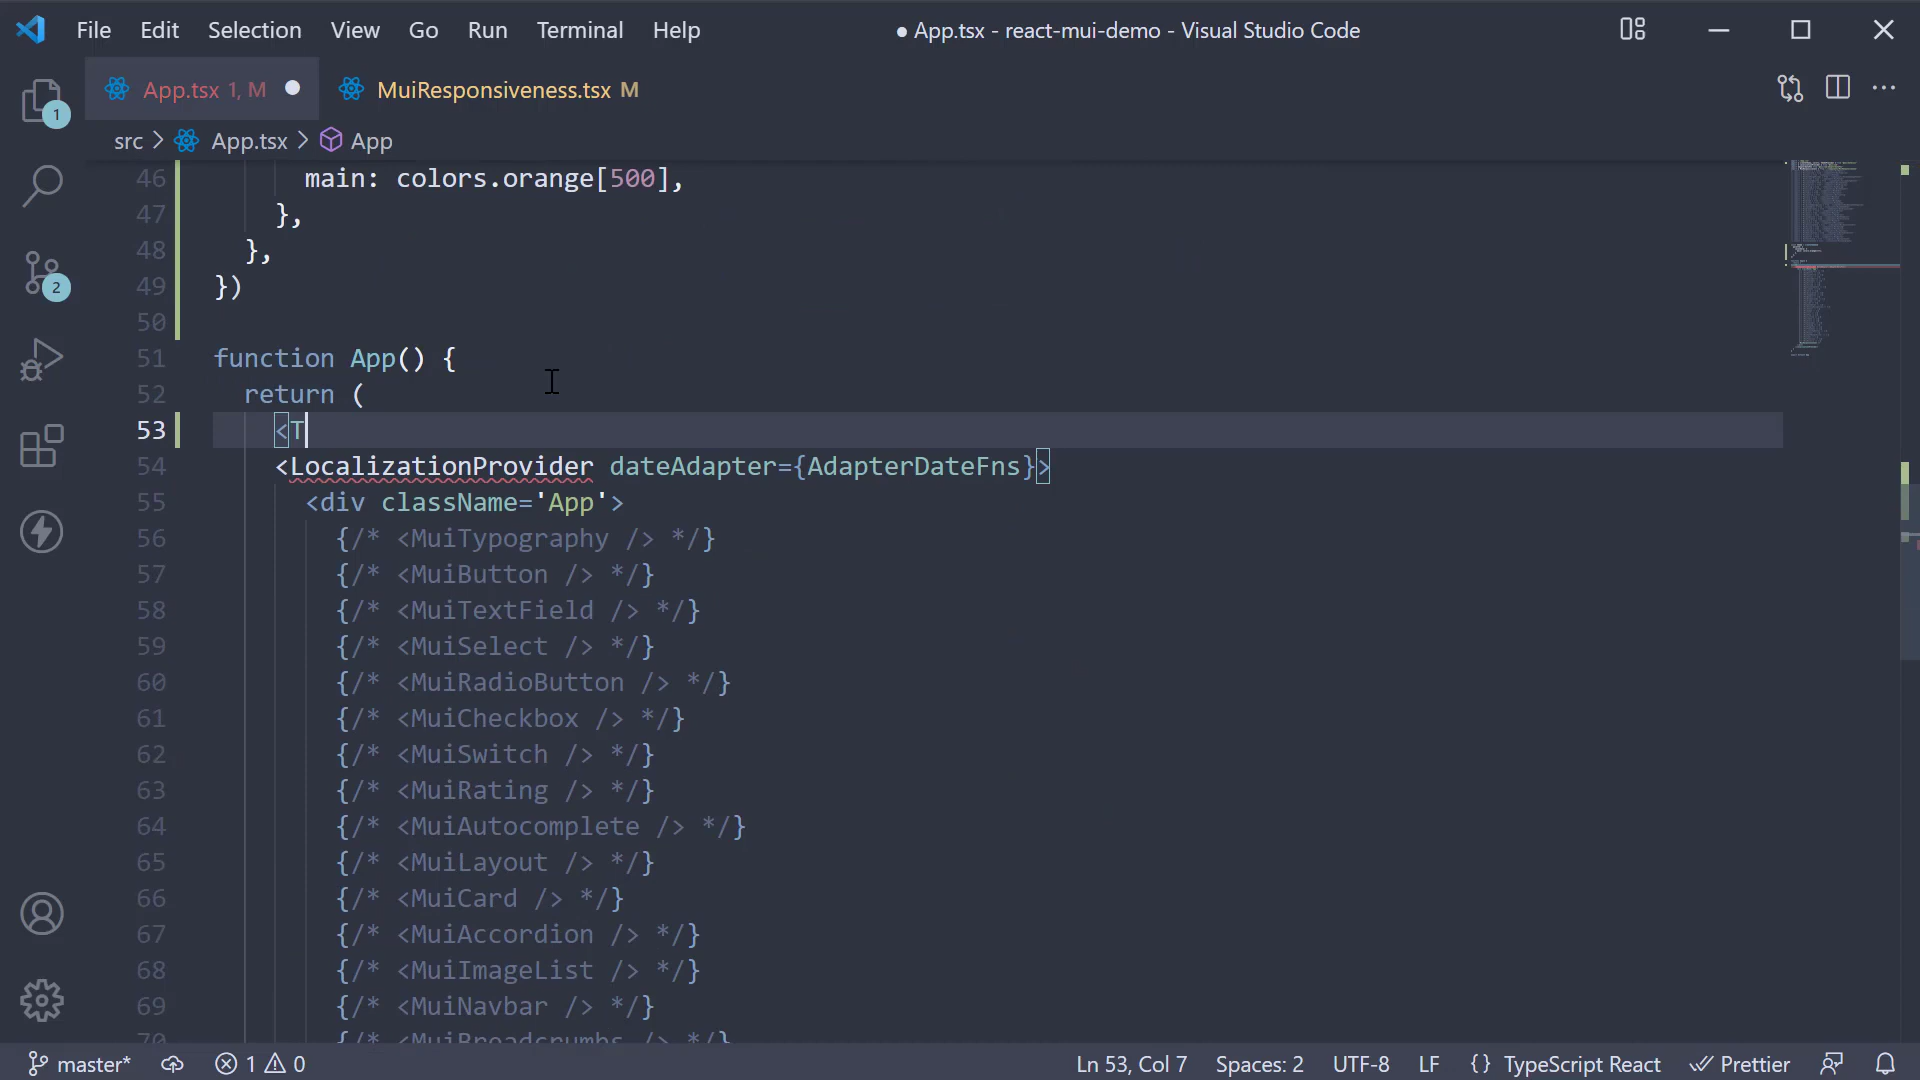 File Edit Selection View Go Run Terminal Help
● App.tsx - react-mui-demo - Visual Studio Code
App.tsx 1, M ●
MuiResponsiveness.tsx M
src > App.tsx > App
1
2
46 main: colors.orange[500],
47 },
48 },
49 })
50
51 function App() {
52 return (
53 <T
54 <LocalizationProvider dateAdapter={AdapterDateFns}>
55 <div className='App'>
56 {/* <MuiTypography /> */}
57 {/* <MuiButton /> */}
58 {/* <MuiTextField /> */}
59 {/* <MuiSelect /> */}
60 {/* <MuiRadioButton /> */}
61 {/* <MuiCheckbox /> */}
62 {/* <MuiSwitch /> */}
63 {/* <MuiRating /> */}
64 {/* <MuiAutocomplete /> */}
65 {/* <MuiLayout /> */}
66 {/* <MuiCard /> */}
67 {/* <MuiAccordion /> */}
68 {/* <MuiImageList /> */}
69 {/* <MuiNavbar /> */}
70 {/* <MuiBreadcrumbs /> */}
master* 1 0
Ln 53, Col 7 Spaces: 2 UTF-8 LF {} TypeScript React Prettier